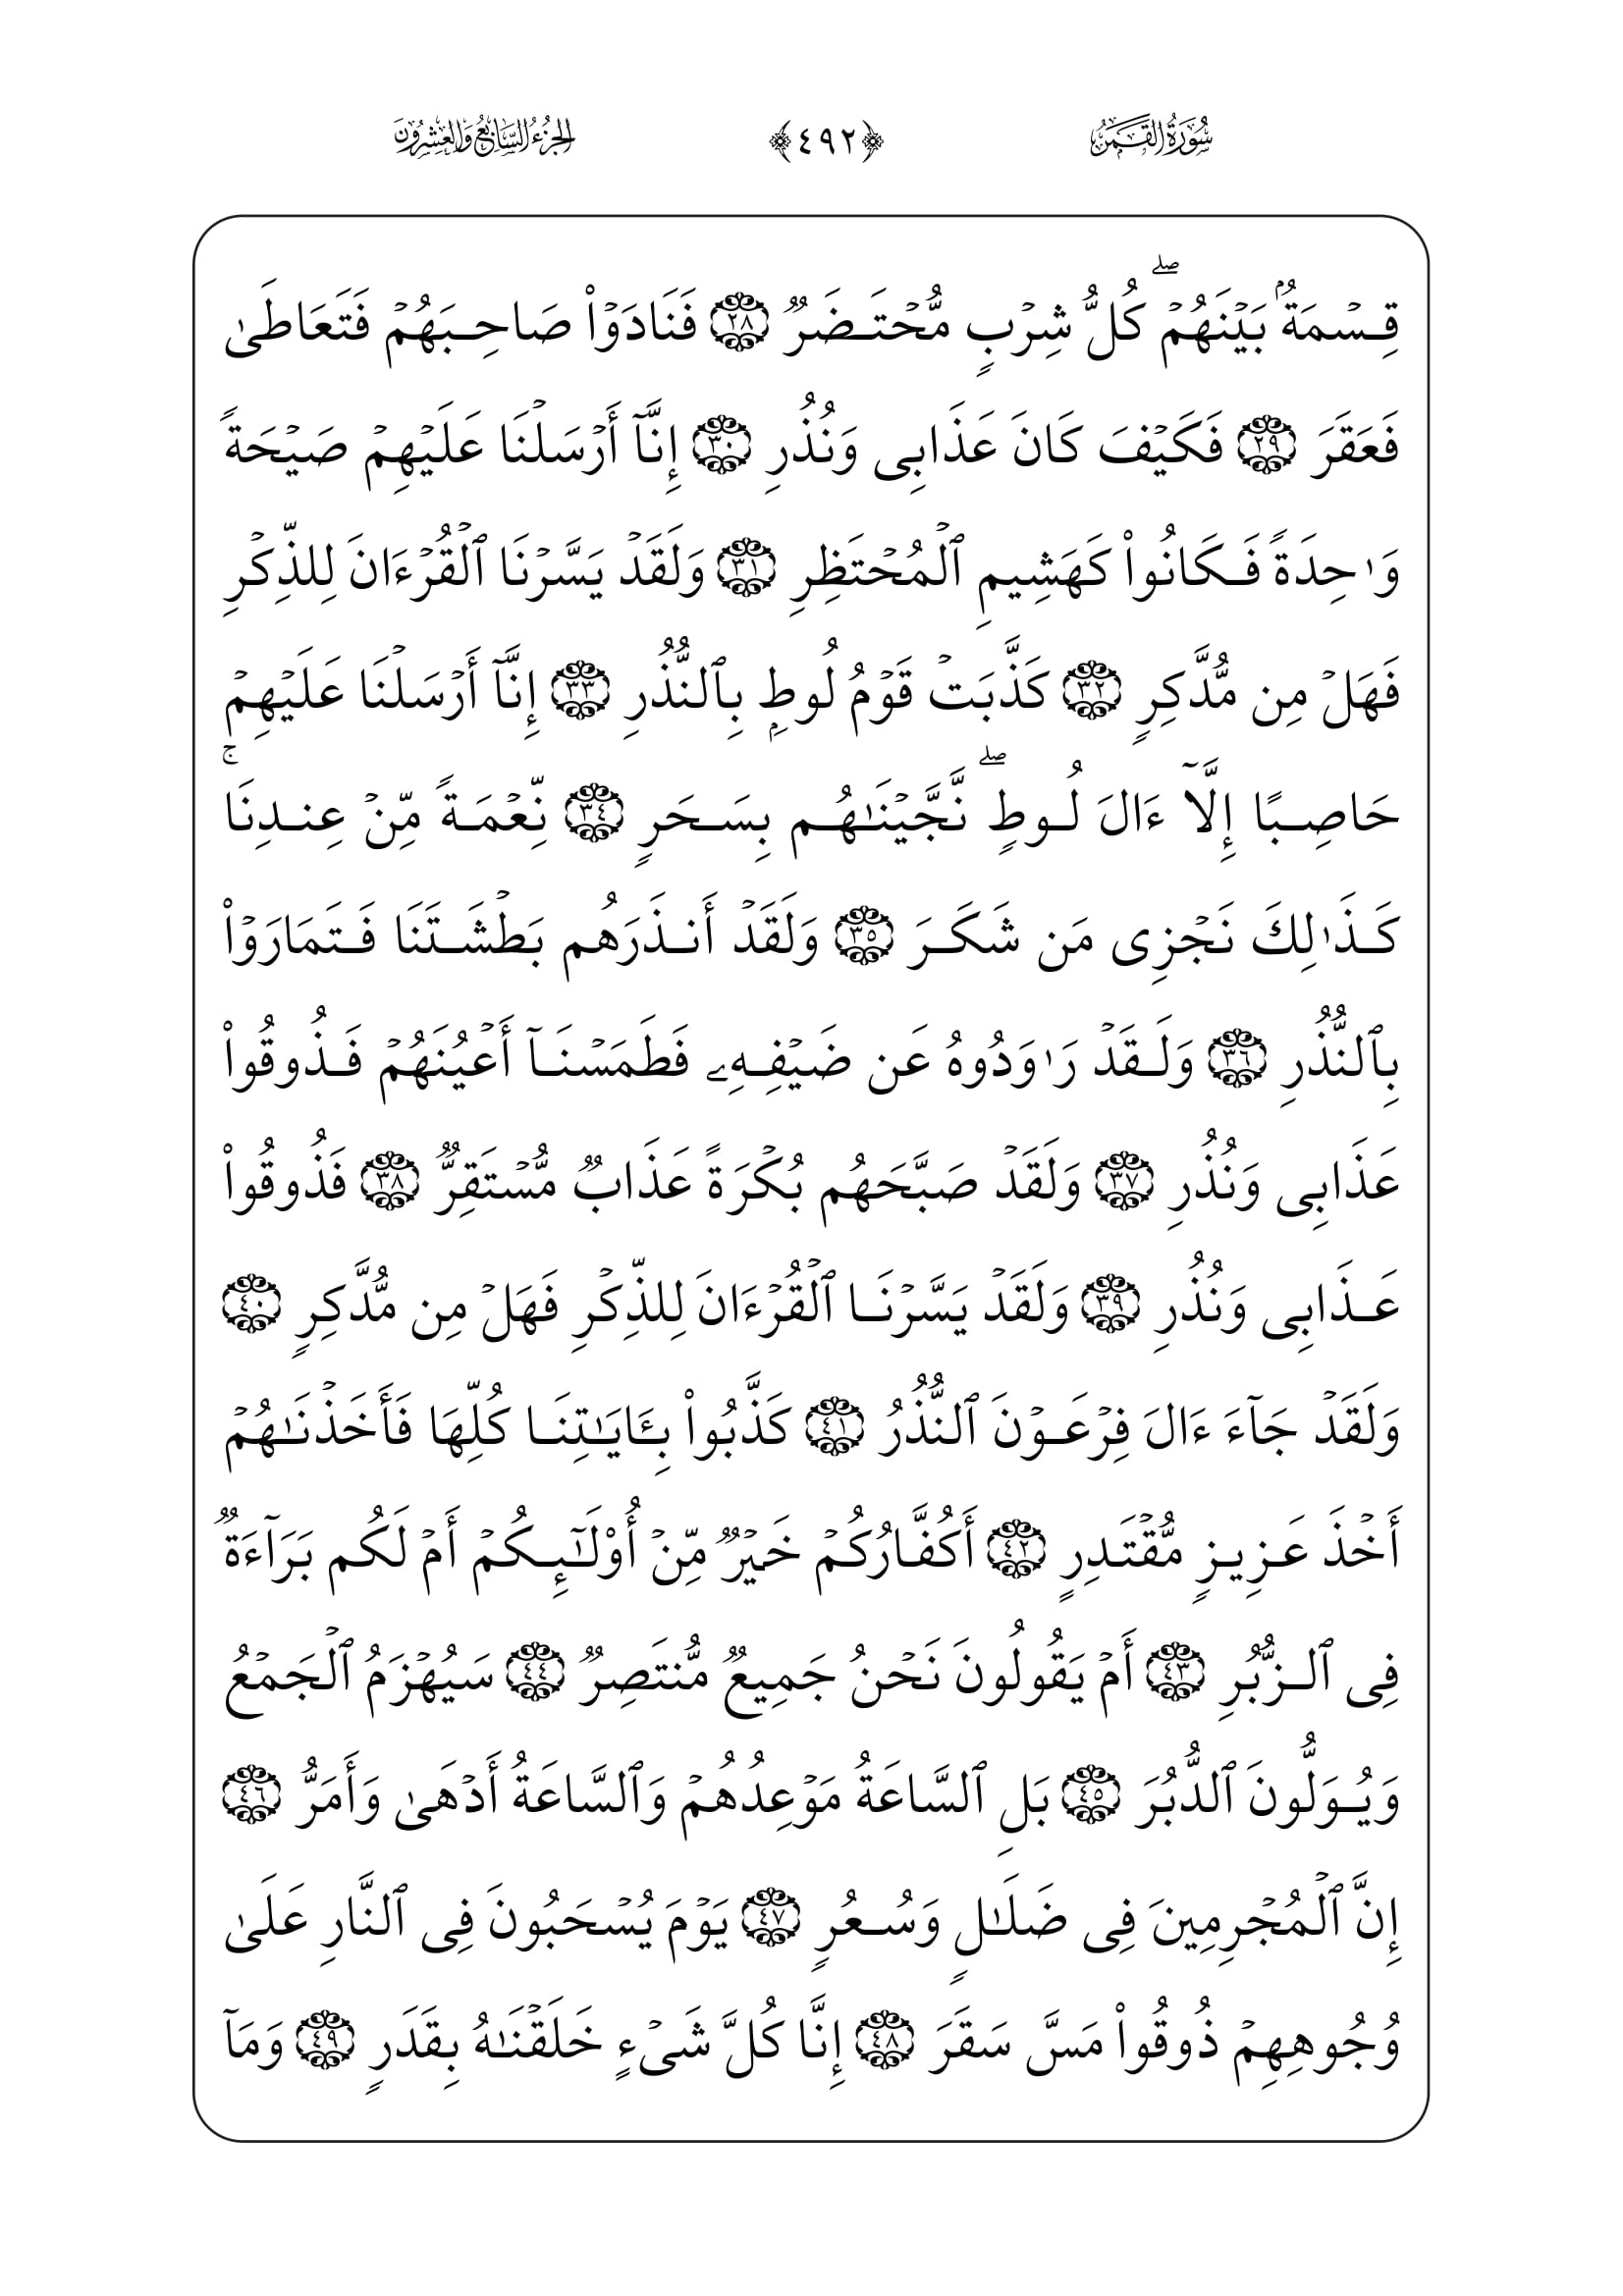 سُورَةُ القَمَرِ ﴿٤٩٢﴾ الجُزْءُ السَّابِعُ وَالعِشْرُونَ
قِسۡمَةُۢ بَيۡنَهُمۡۖ كُلُّ شِرۡبٖ مُّحۡتَضَرٞ ٢٨ فَنَادَوۡاْ صَاحِبَهُمۡ فَتَعَاطَىٰ
فَعَقَرَ ٢٩ فَكَيۡفَ كَانَ عَذَابِي وَنُذُرِ ٣٠ إِنَّآ أَرۡسَلۡنَا عَلَيۡهِمۡ صَيۡحَةٗ
وَٰحِدَةٗ فَكَانُواْ كَهَشِيمِ ٱلۡمُحۡتَظِرِ ٣١ وَلَقَدۡ يَسَّرۡنَا ٱلۡقُرۡءَانَ لِلذِّكۡرِ
فَهَلۡ مِن مُّدَّكِرٖ ٣٢ كَذَّبَتۡ قَوۡمُ لُوطِۭ بِٱلنُّذُرِ ٣٣ إِنَّآ أَرۡسَلۡنَا عَلَيۡهِمۡ
حَاصِبًا إِلَّآ ءَالَ لُوطٖۖ نَّجَّيۡنَٰهُم بِسَحَرٖ ٣٤ نِّعۡمَةٗ مِّنۡ عِندِنَاۚ
كَذَٰلِكَ نَجۡزِي مَن شَكَرَ ٣٥ وَلَقَدۡ أَنذَرَهُم بَطۡشَتَنَا فَتَمَارَوۡاْ
بِٱلنُّذُرِ ٣٦ وَلَقَدۡ رَٰوَدُوهُ عَن ضَيۡفِهِۦ فَطَمَسۡنَآ أَعۡيُنَهُمۡ فَذُوقُواْ
عَذَابِي وَنُذُرِ ٣٧ وَلَقَدۡ صَبَّحَهُم بُكۡرَةً عَذَابٞ مُّسۡتَقِرّٞ ٣٨ فَذُوقُواْ
عَذَابِي وَنُذُرِ ٣٩ وَلَقَدۡ يَسَّرۡنَا ٱلۡقُرۡءَانَ لِلذِّكۡرِ فَهَلۡ مِن مُّدَّكِرٖ ٤٠
وَلَقَدۡ جَآءَ ءَالَ فِرۡعَوۡنَ ٱلنُّذُرُ ٤١ كَذَّبُواْ بِـَٔايَٰتِنَا كُلِّهَا فَأَخَذۡنَٰهُمۡ
أَخۡذَ عَزِيزٖ مُّقۡتَدِرٍ ٤٢ أَكُفَّارُكُمۡ خَيۡرٞ مِّنۡ أُوْلَٰٓئِكُمۡ أَمۡ لَكُم بَرَآءَةٞ
فِي ٱلزُّبُرِ ٤٣ أَمۡ يَقُولُونَ نَحۡنُ جَمِيعٞ مُّنتَصِرٞ ٤٤ سَيُهۡزَمُ ٱلۡجَمۡعُ
وَيُوَلُّونَ ٱلدُّبُرَ ٤٥ بَلِ ٱلسَّاعَةُ مَوۡعِدُهُمۡ وَٱلسَّاعَةُ أَدۡهَىٰ وَأَمَرُّ ٤٦
إِنَّ ٱلۡمُجۡرِمِينَ فِي ضَلَٰلٖ وَسُعُرٖ ٤٧ يَوۡمَ يُسۡحَبُونَ فِي ٱلنَّارِ عَلَىٰ
وُجُوهِهِمۡ ذُوقُواْ مَسَّ سَقَرَ ٤٨ إِنَّا كُلَّ شَيۡءٍ خَلَقۡنَٰهُ بِقَدَرٖ ٤٩ وَمَآ